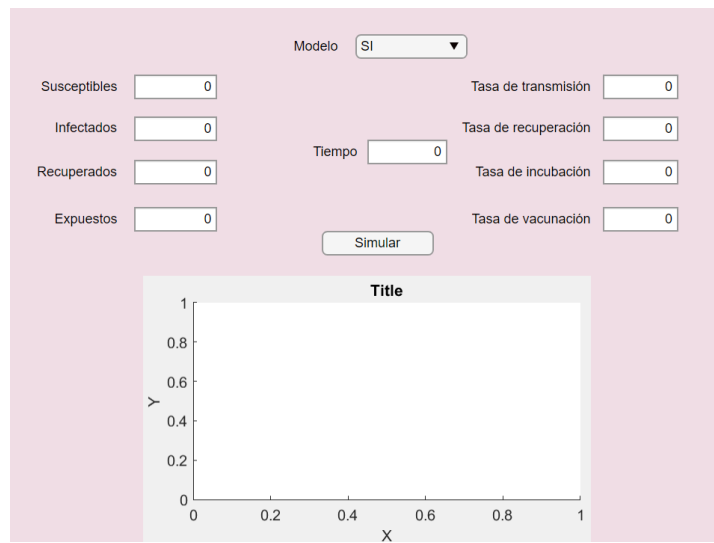 Modelo SI
Susceptibles 0
Tasa de transmisión 0
Infectados 0
Tasa de recuperación 0
Tiempo 0
Recuperados 0
Tasa de incubación 0
Expuestos 0
Tasa de vacunación 0
Simular
Title
1
0.8
0.6
0.4
0.2
0
Y
0 0.2 0.4 0.6 0.8 1
X